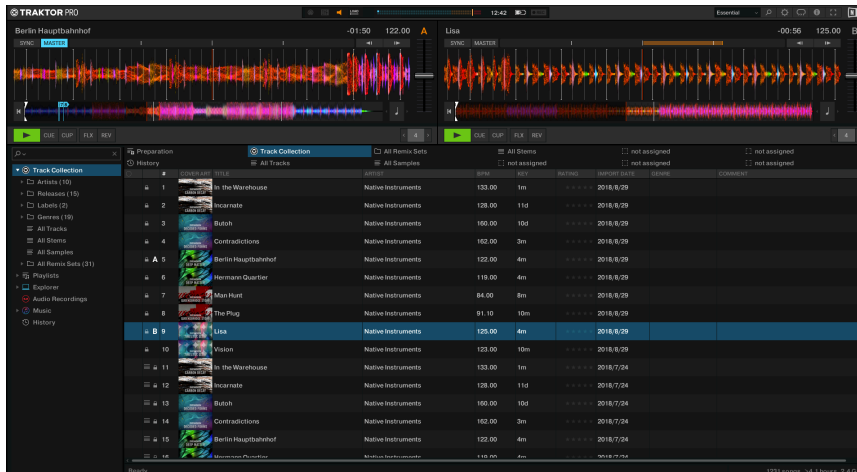 TRAKTOR PRO LIVE 12:42 Essential
Berlin Hauptbahnhof -01:50 122.00 A
SYNC MASTER
Lisa -00:56 125.00 B
SYNC MASTER
CUE CUP FLX REV 4
CUE CUP FLX REV 4
Preparation Track Collection All Remix Sets All Stems not assigned not assigned
History All Tracks All Samples not assigned not assigned not assigned
Track Collection
Artists (10)
Releases (15)
Labels (2)
Genres (19)
All Tracks
All Stems
All Samples
All Remix Sets (31)
Playlists
Explorer
Audio Recordings
Music
History
# COVER ART TITLE ARTIST BPM KEY RATING IMPORT DATE GENRE COMMENT
1 In the Warehouse Native Instruments 133.00 1m 2018/8/29
2 Incarnate Native Instruments 128.00 11d 2018/8/29
3 Butoh Native Instruments 160.00 10d 2018/8/29
4 Contradictions Native Instruments 162.00 3m 2018/8/29
A 5 Berlin Hauptbahnhof Native Instruments 122.00 4m 2018/8/29
6 Hermann Quartier Native Instruments 119.00 4m 2018/8/29
7 Man Hunt Native Instruments 84.00 8m 2018/8/29
8 The Plug Native Instruments 91.10 10m 2018/8/29
B 9 Lisa Native Instruments 125.00 4m 2018/8/29
10 Vision Native Instruments 123.00 10m 2018/8/29
11 In the Warehouse Native Instruments 133.00 1m 2018/7/24
12 Incarnate Native Instruments 128.00 11d 2018/7/24
13 Butoh Native Instruments 160.00 10d 2018/7/24
14 Contradictions Native Instruments 162.00 3m 2018/7/24
15 Berlin Hauptbahnhof Native Instruments 122.00 4m 2018/7/24
16 Hermann Quartier Native Instruments 119.00 4m 2018/7/24
Ready